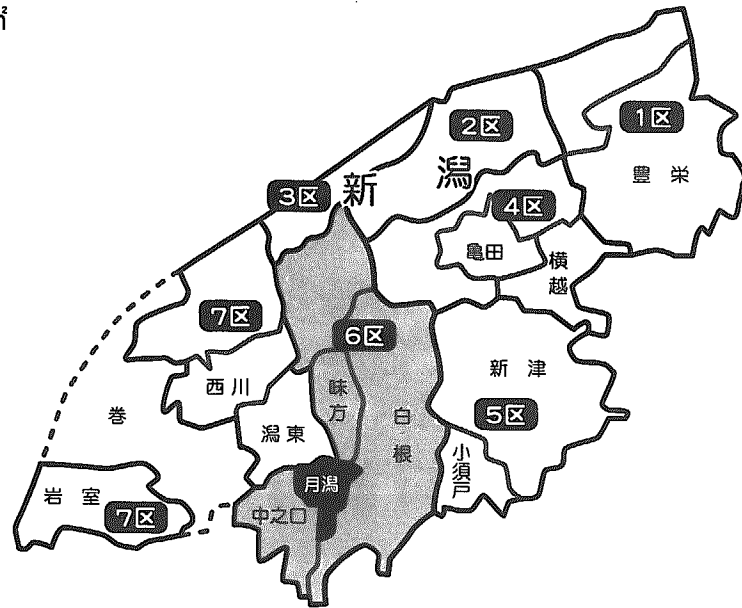 ㎡
1区
2区
豊栄
新潟
3区
4区
亀田
横越
7区
6区
新津
西川
味方
白根
5区
巻
潟東
小須戸
月潟
岩室
7区
中之口